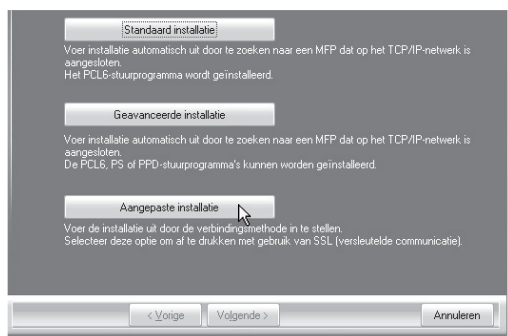 Standaard installatie
Voer installatie automatisch uit door te zoeken naar een MFP dat op het TCP/IP-netwerk is
aangesloten.
Het PCL6-stuurprogramma wordt geïnstalleerd.
Geavanceerde installatie
Voer installatie automatisch uit door te zoeken naar een MFP dat op het TCP/IP-netwerk is
aangesloten.
De PCL6, PS of PPD-stuurprogramma's kunnen worden geïnstalleerd.
Aangepaste installatie
Voer de installatie uit door de verbindingsmethode in te stellen.
Selecteer deze optie om af te drukken met gebruik van SSL (versleutelde communicatie).
< Vorige Volgende > Annuleren